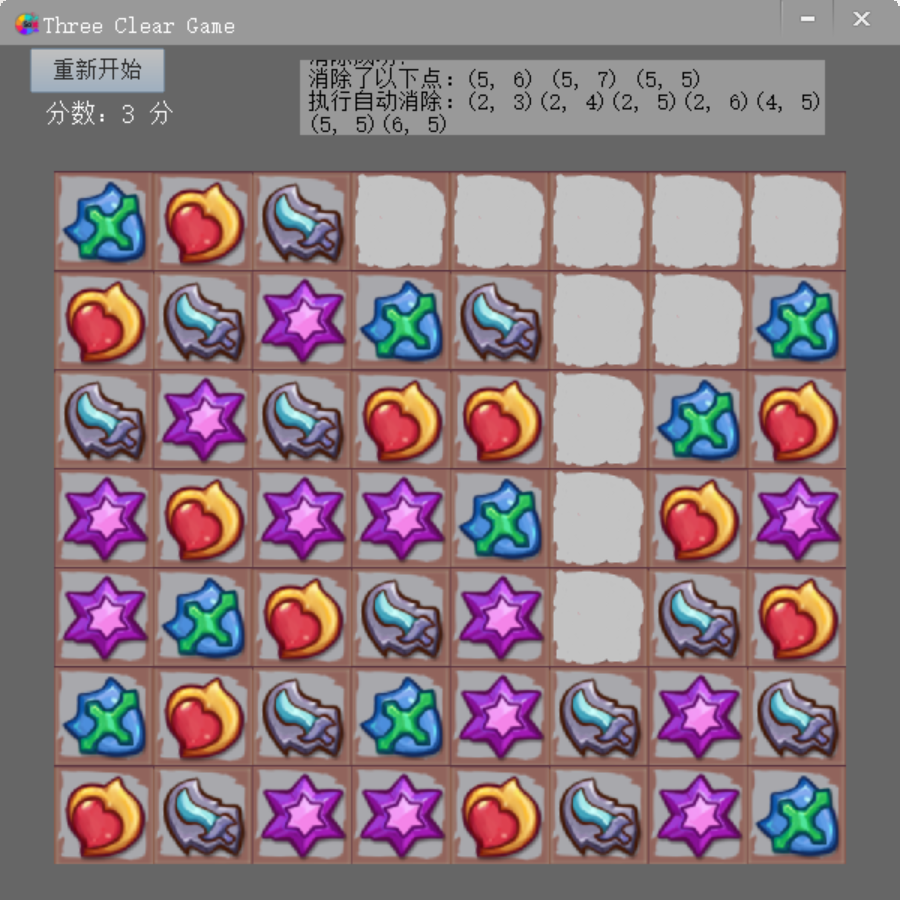 Three Clear Game
重新开始
分数: 3 分
消除了以下点: (5, 6) (5, 7) (5, 5)
执行自动消除: (2, 3)(2, 4)(2, 5)(2, 6)(4, 5)
(5, 5)(6, 5)